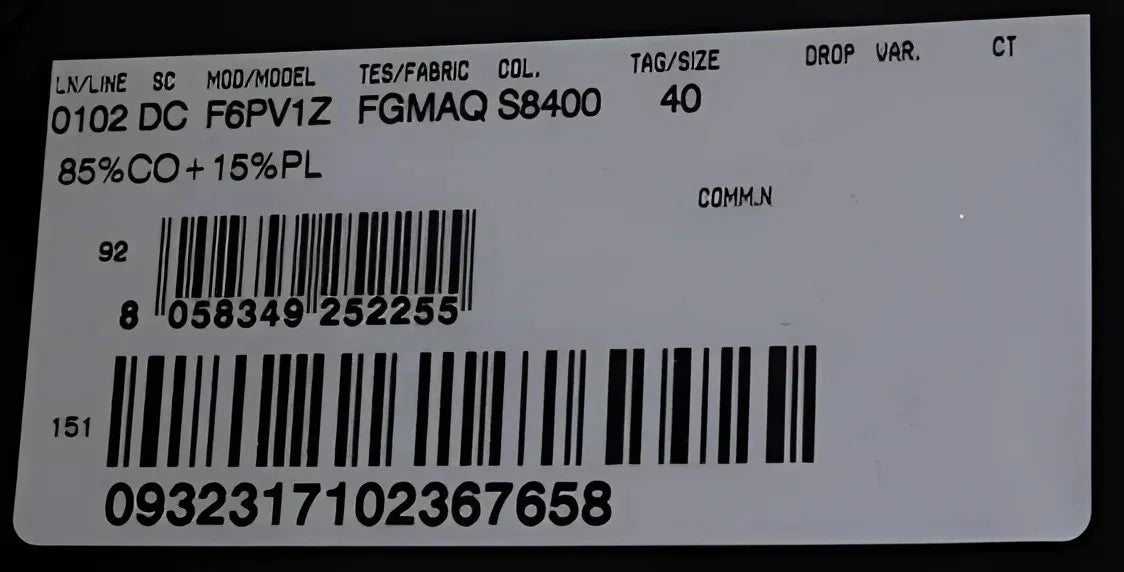 LN/LINE SC MOD/MODEL TES/FABRIC COL. TAG/SIZE DROP VAR. CT
0102 DC F6PV1Z FGMAQ S8400 40
85%CO+15%PL
COMM.N
92
8 058349 252255
151
0932317102367658